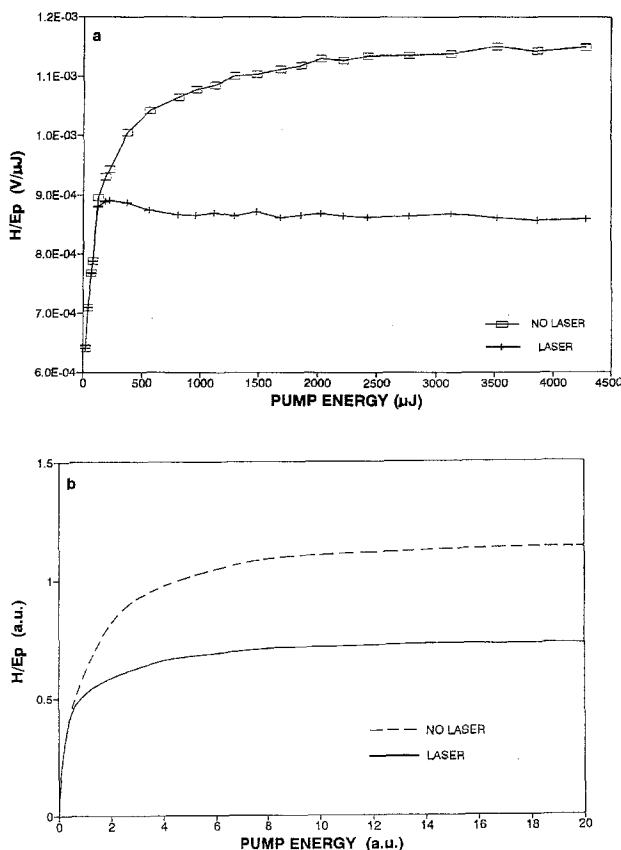 a
1.2E-03
1.1E-03
1.0E-03
9.0E-04
8.0E-04
7.0E-04
6.0E-04
H/Ep (V/μJ)
NO LASER
LASER
0 500 1000 1500 2000 2500 3000 3500 4000 4500
PUMP ENERGY (μJ)
b
1.5
1
0.5
0
H/Ep (a.u.)
NO LASER
LASER
0 2 4 6 8 10 12 14 16 18 20
PUMP ENERGY (a.u.)